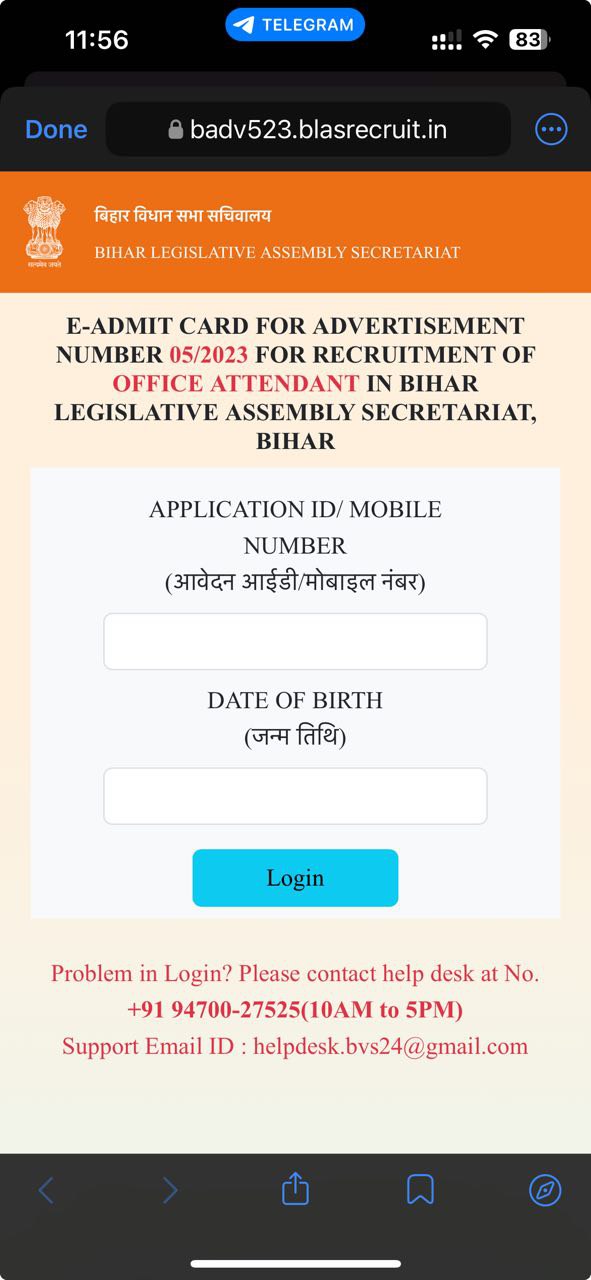 11:56
TELEGRAM
83
Done
badv523.blasrecruit.in
बिहार विधान सभा सचिवालय
BIHAR LEGISLATIVE ASSEMBLY SECRETARIAT
सत्यमेव जयते
E-ADMIT CARD FOR ADVERTISEMENT
NUMBER 05/2023 FOR RECRUITMENT OF
OFFICE ATTENDANT IN BIHAR
LEGISLATIVE ASSEMBLY SECRETARIAT,
BIHAR
APPLICATION ID/ MOBILE
NUMBER
(आवेदन आईडी/मोबाइल नंबर)
DATE OF BIRTH
(जन्म तिथि)
Login
Problem in Login? Please contact help desk at No.
+91 94700-27525(10AM to 5PM)
Support Email ID : helpdesk.bvs24@gmail.com